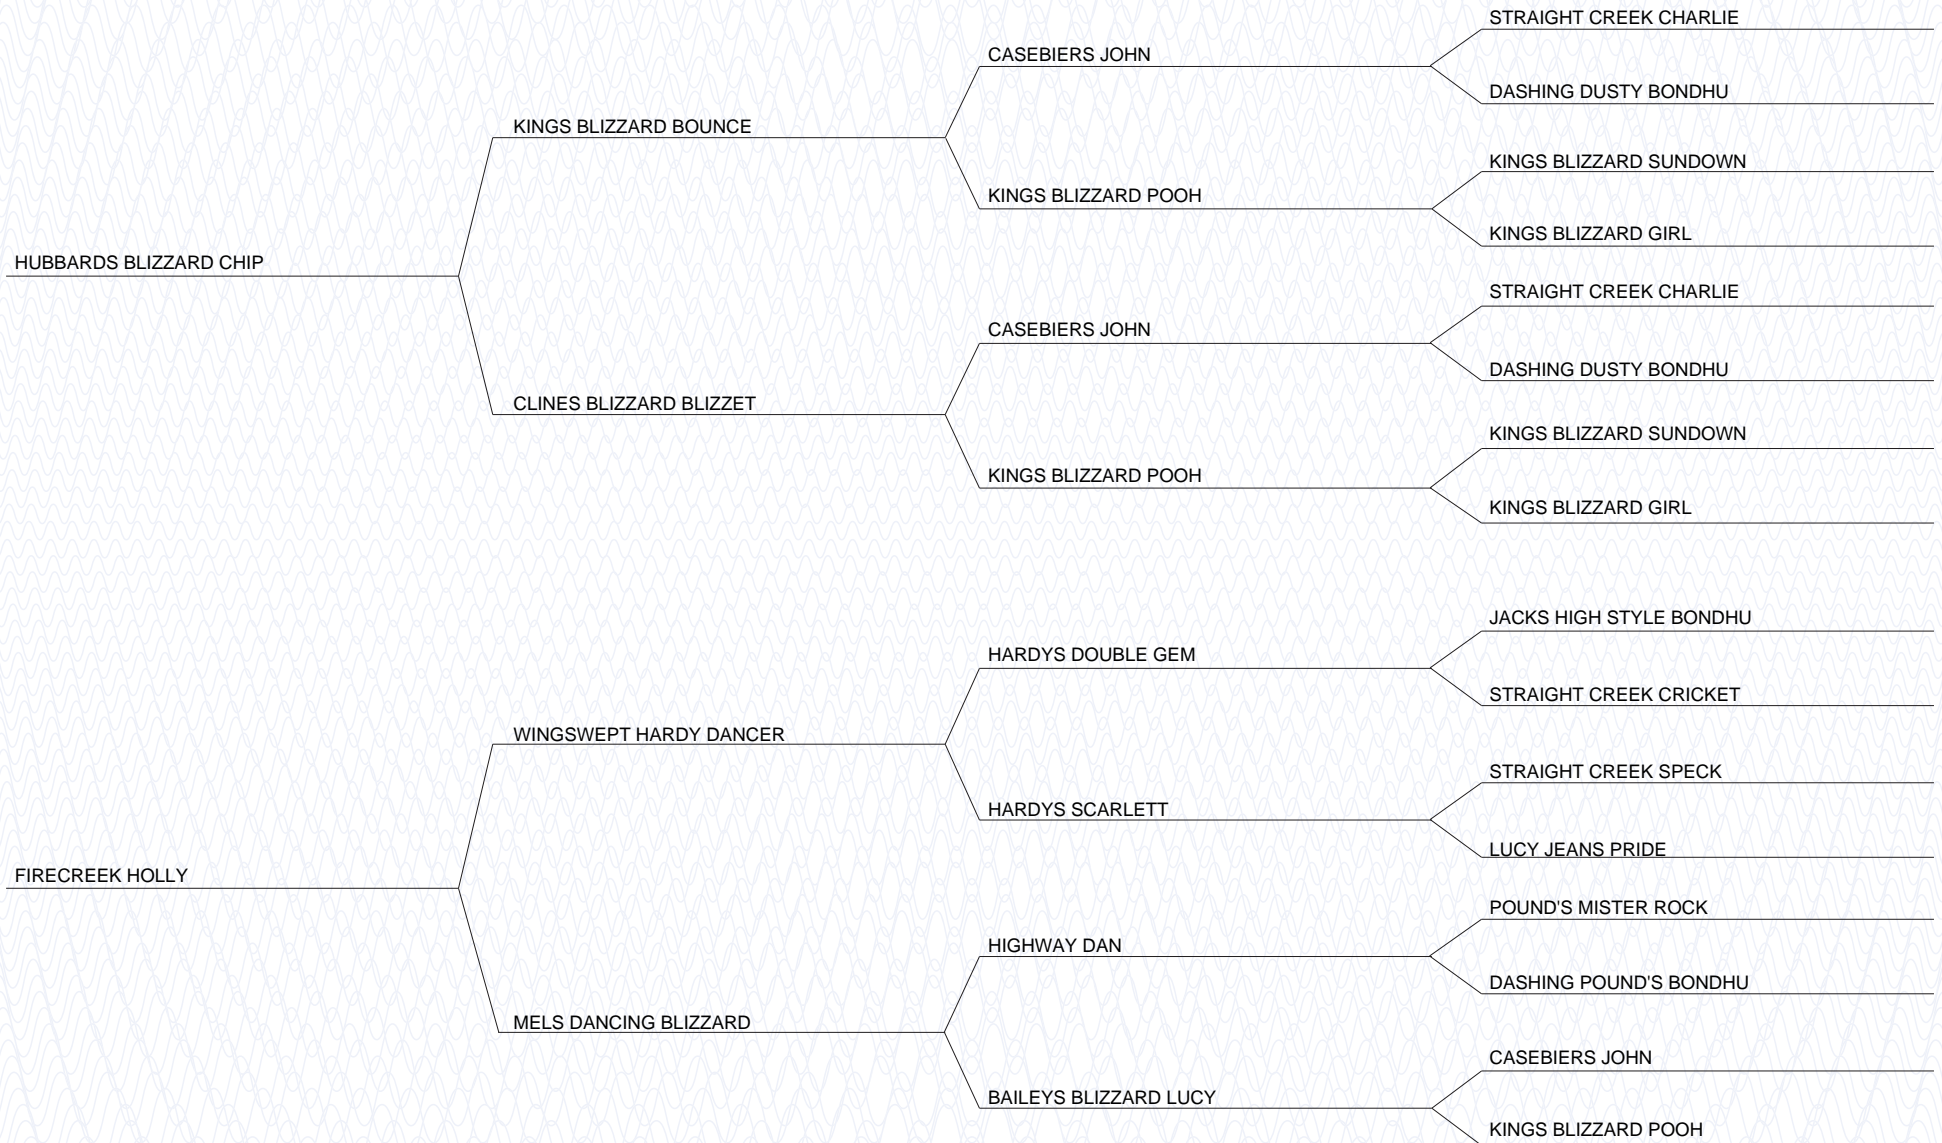 STRAIGHT CREEK CHARLIE
CASEBIERS JOHN
DASHING DUSTY BONDHU
KINGS BLIZZARD BOUNCE
KINGS BLIZZARD SUNDOWN
KINGS BLIZZARD POOH
KINGS BLIZZARD GIRL
HUBBARDS BLIZZARD CHIP
STRAIGHT CREEK CHARLIE
CASEBIERS JOHN
DASHING DUSTY BONDHU
CLINES BLIZZARD BLIZZET
KINGS BLIZZARD SUNDOWN
KINGS BLIZZARD POOH
KINGS BLIZZARD GIRL
JACKS HIGH STYLE BONDHU
HARDYS DOUBLE GEM
STRAIGHT CREEK CRICKET
WINGSWEPT HARDY DANCER
STRAIGHT CREEK SPECK
HARDYS SCARLETT
LUCY JEANS PRIDE
FIRECREEK HOLLY
POUND'S MISTER ROCK
HIGHWAY DAN
DASHING POUND'S BONDHU
MELS DANCING BLIZZARD
CASEBIERS JOHN
BAILEYS BLIZZARD LUCY
KINGS BLIZZARD POOH